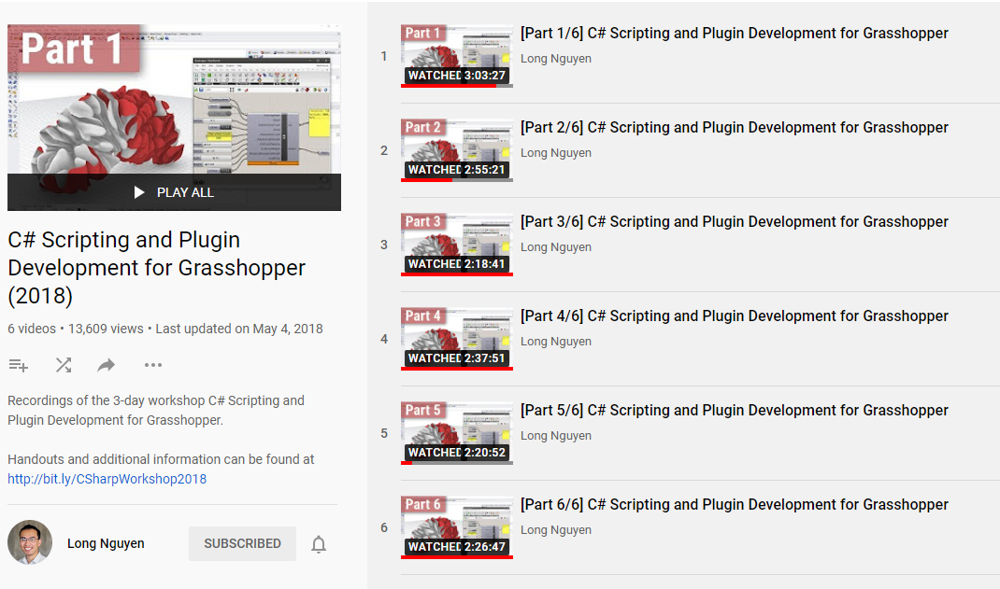 Part 1
PLAY ALL
C# Scripting and Plugin
Development for Grasshopper
(2018)
6 videos • 13,609 views • Last updated on May 4, 2018
Recordings of the 3-day workshop C# Scripting and
Plugin Development for Grasshopper.
Handouts and additional information can be found at
http://bit.ly/CSharpWorkshop2018
Long Nguyen
SUBSCRIBED
1
Part 1
WATCHED 3:03:27
[Part 1/6] C# Scripting and Plugin Development for Grasshopper
Long Nguyen
2
Part 2
WATCHED 2:55:21
[Part 2/6] C# Scripting and Plugin Development for Grasshopper
Long Nguyen
3
Part 3
WATCHED 2:18:41
[Part 3/6] C# Scripting and Plugin Development for Grasshopper
Long Nguyen
4
Part 4
WATCHED 2:37:51
[Part 4/6] C# Scripting and Plugin Development for Grasshopper
Long Nguyen
5
Part 5
WATCHED 2:20:52
[Part 5/6] C# Scripting and Plugin Development for Grasshopper
Long Nguyen
6
Part 6
WATCHED 2:26:47
[Part 6/6] C# Scripting and Plugin Development for Grasshopper
Long Nguyen